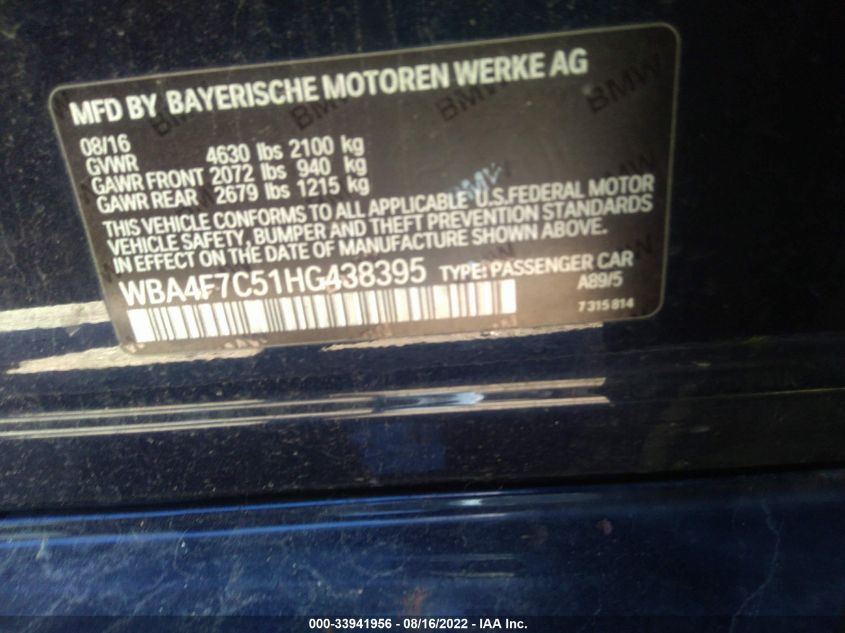 MFD BY BAYERISCHE MOTOREN WERKE AG
08/16
GVWR 4630 lbs 2100 kg
GAWR FRONT 2072 lbs 940 kg
GAWR REAR 2679 lbs 1215 kg
THIS VEHICLE CONFORMS TO ALL APPLICABLE U.S.FEDERAL MOTOR
VEHICLE SAFETY, BUMPER AND THEFT PREVENTION STANDARDS
IN EFFECT ON THE DATE OF MANUFACTURE SHOWN ABOVE.
WBA4F7C51HG438395 TYPE: PASSENGER CAR
A89/5
7 315 814
000-33941956 - 08/16/2022 - IAA Inc.